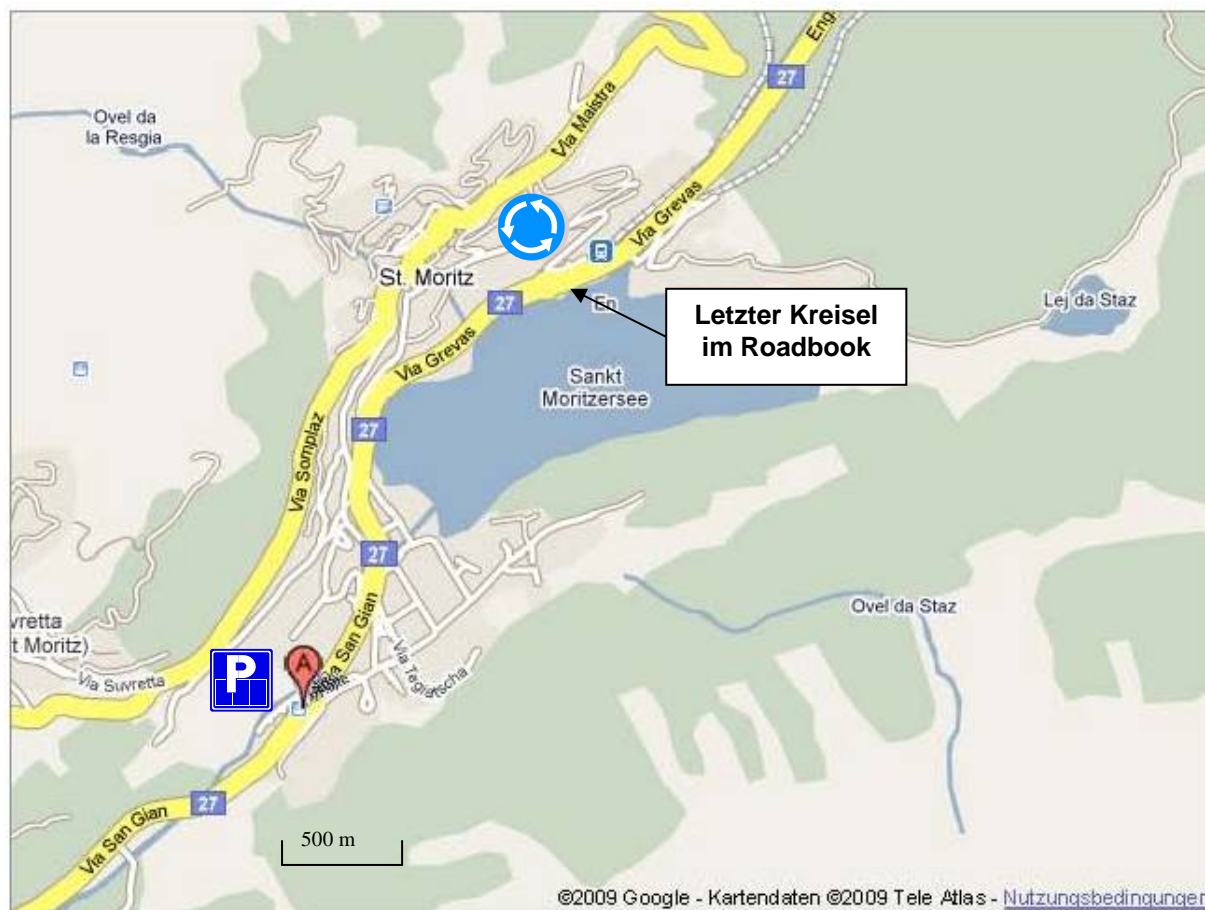 Eng
27
Via Maistra
Ovel da
la Resgia
Via Grevas
St. Moritz
27
En
Letzter Kreisel
im Roadbook
Lej da Staz
Via Grevas
Sankt
Moritzersee
27
Via Somplaz
27
Ovel da Staz
vretta
t Moritz)
Via San Gian
Via Tagiatscha
P
A
Via Suvretta
27
Via San Gian
500 m
©2009 Google - Kartendaten ©2009 Tele Atlas - Nutzungsbedingungen